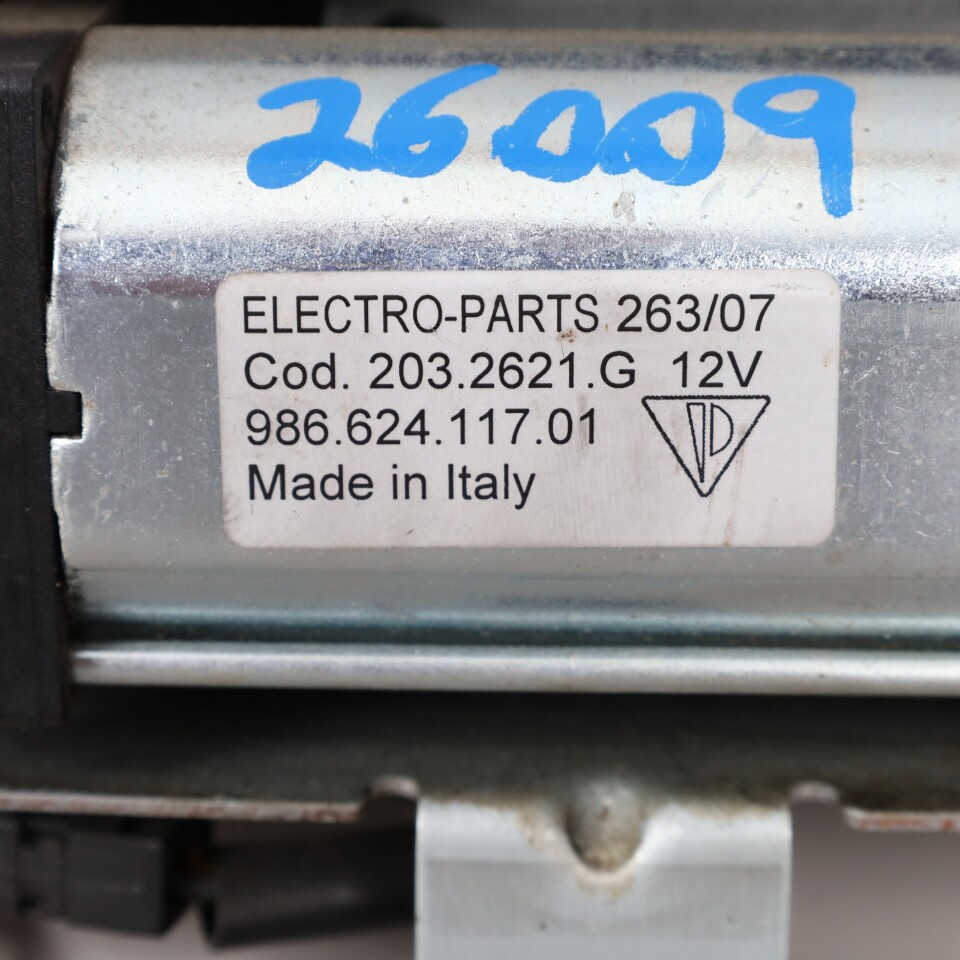 26009
ELECTRO-PARTS 263/07
Cod. 203.2621.G 12V
986.624.117.01
Made in Italy